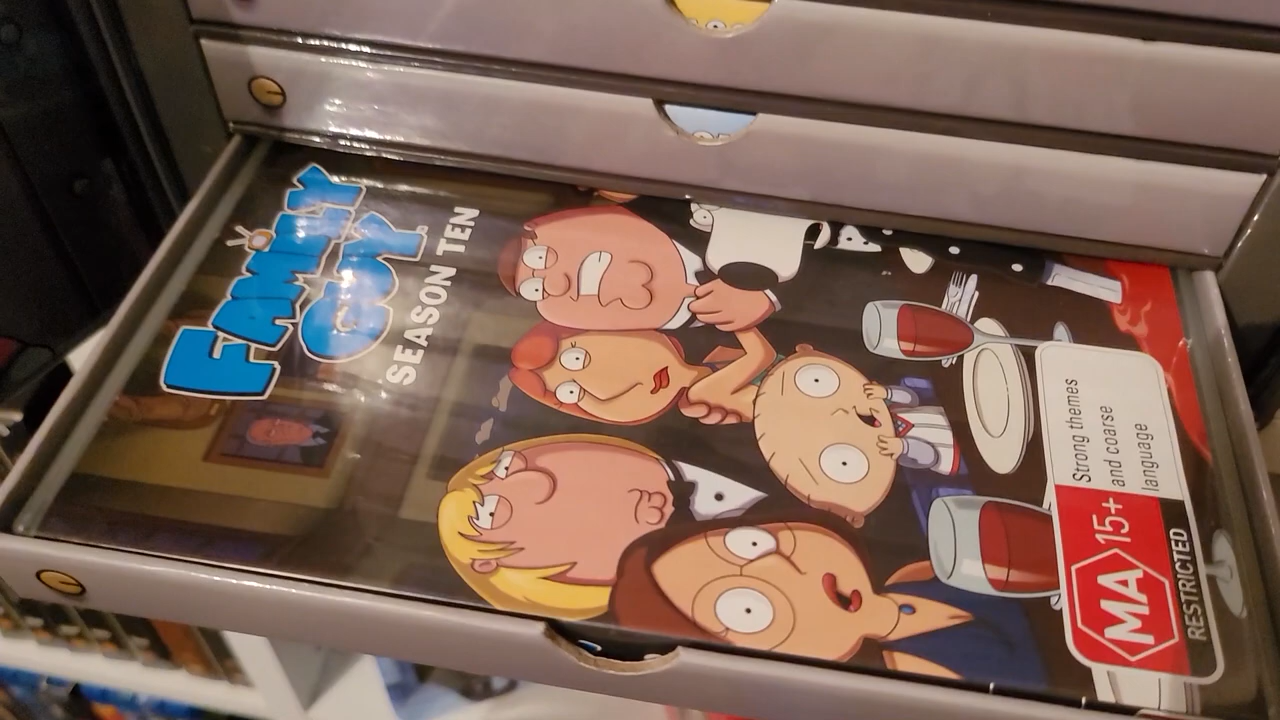 FAMILY
GUY
SEASON TEN
Strong themes
and coarse
language
MA 15+
RESTRICTED